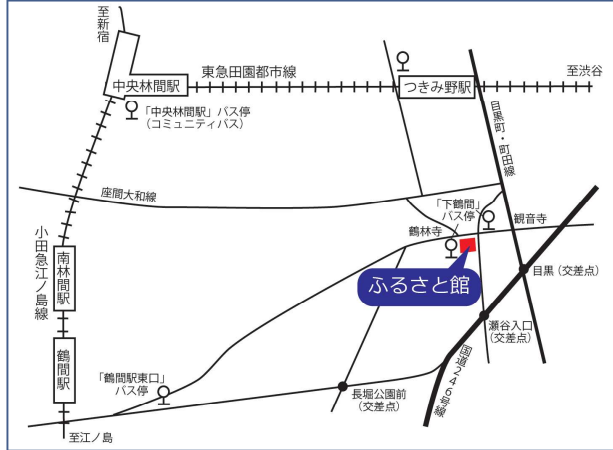 至新宿
中央林間駅
東急田園都市線
つきみ野駅
至渋谷
「中央林間駅」バス停
(コミュニティバス)
目黒町・町田線
座間大和線
「下鶴間」
バス停
鶴林寺
観音寺
小田急江ノ島線
南林間駅
ふるさと館
目黒(交差点)
瀬谷入口
(交差点)
鶴間駅
「鶴間駅東口」
バス停
国道246号線
長堀公園前
(交差点)
至江ノ島